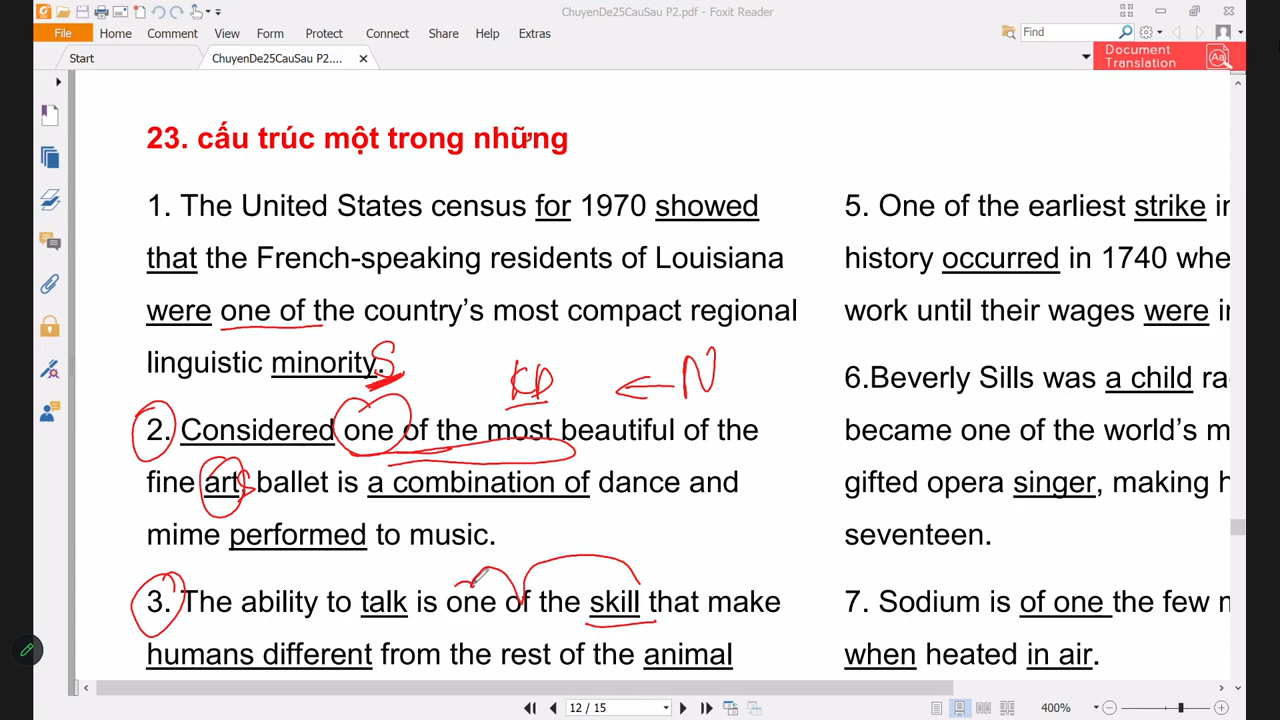 ChuyenDe25CauSau P2.pdf - Foxit Reader
File Home Comment View Form Protect Connect Share Help Extras Find
Start ChuyenDe25CauSau P2.... Document Translation
23. cấu trúc một trong những
1. The United States census for 1970 showed
that the French-speaking residents of Louisiana
were one of the country's most compact regional
linguistic minority. S
KD ← N
2. Considered one of the most beautiful of the
fine art, s ballet is a combination of dance and
mime performed to music.
3. The ability to talk is one of the skill that make
humans different from the rest of the animal
5. One of the earliest strike in
history occurred in 1740 whe
work until their wages were i
6.Beverly Sills was a child ra
became one of the world's m
gifted opera singer, making h
seventeen.
7. Sodium is of one the few m
when heated in air.
12 / 15 400%